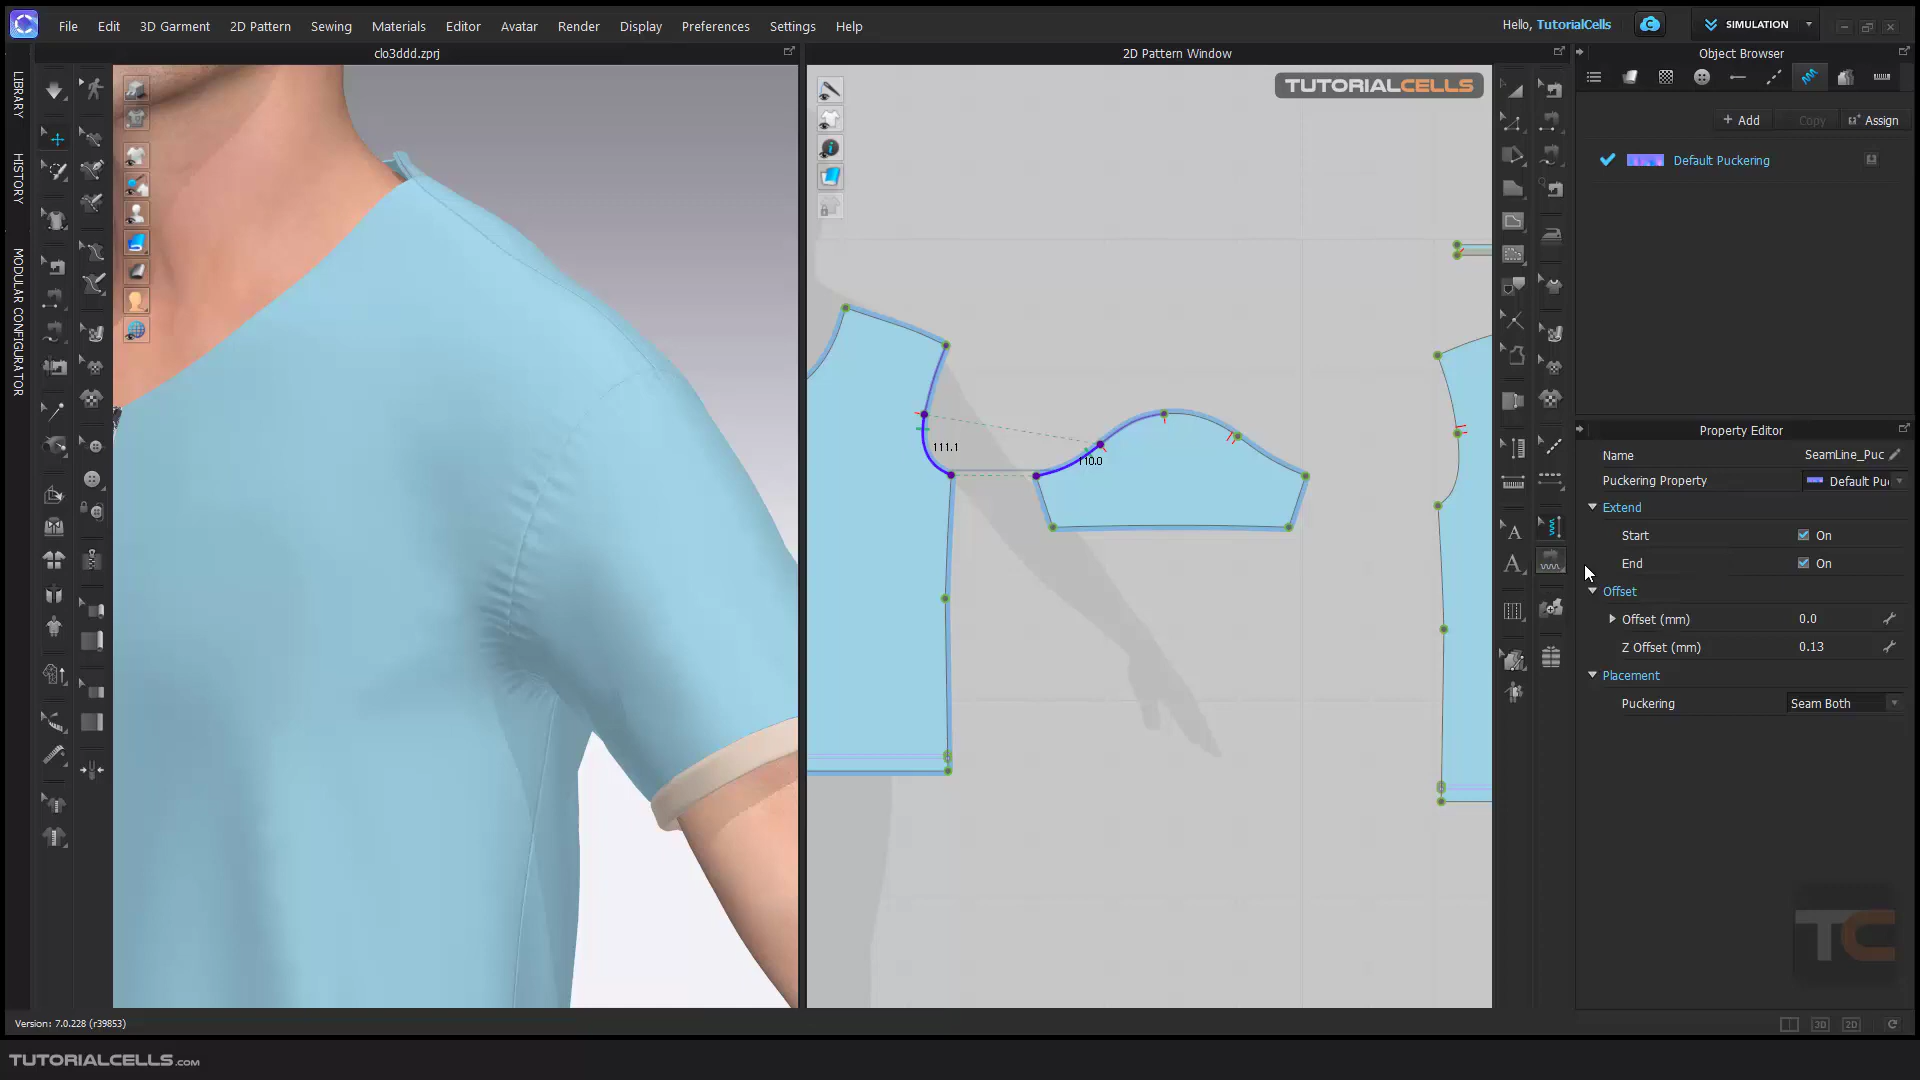 File Edit 3D Garment 2D Pattern Sewing Materials Editor Avatar Render Display Preferences Settings Help
Hello, TutorialCells
SIMULATION
clo3ddd.zprj
2D Pattern Window
Object Browser
LIBRARY
HISTORY
MODULAR CONFIGURATOR
TUTORIALCELLS
+ Add
Copy
Assign
Default Puckering
111.1
110.0
Property Editor
Name SeamLine_Puc
Puckering Property Default Pu
Extend
Start On
End On
Offset
Offset (mm) 0.0
Z Offset (mm) 0.13
Placement
Puckering Seam Both
A
A
TC
Version: 7.0.228 (r39853)
3D
2D
TUTORIALCELLS.com